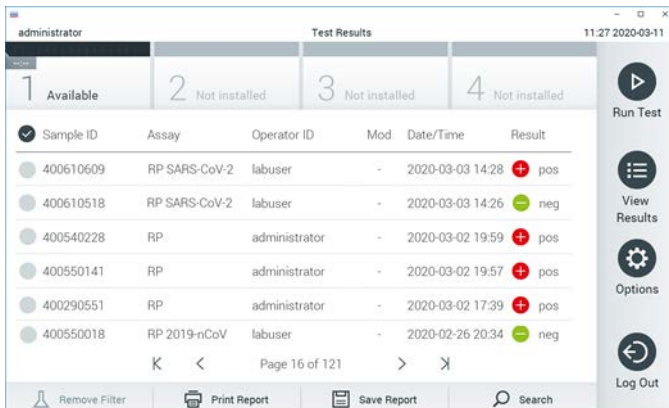 administrator Test Results 11:27 2020-03-11
1 Available 2 Not installed 3 Not installed 4 Not installed
Run Test
Sample ID Assay Operator ID Mod Date/Time Result
400610609 RP SARS-CoV-2 labuser - 2020-03-03 14:28 pos
400610518 RP SARS-CoV-2 labuser - 2020-03-03 14:26 neg
View
Results
400540228 RP administrator - 2020-03-02 19:59 pos
400550141 RP administrator - 2020-03-02 19:57 pos
Options
400290551 RP administrator - 2020-03-02 17:39 pos
400550018 RP 2019-nCoV labuser - 2020-02-26 20:34 neg
Page 16 of 121
Log Out
Remove Filter Print Report Save Report Search